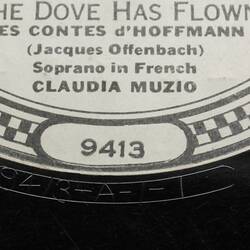 HE DOVE HAS FLOWN
ES CONTES d'HOFFMANN
(Jacques Offenbach)
Soprano in French
CLAUDIA MUZIO
9413